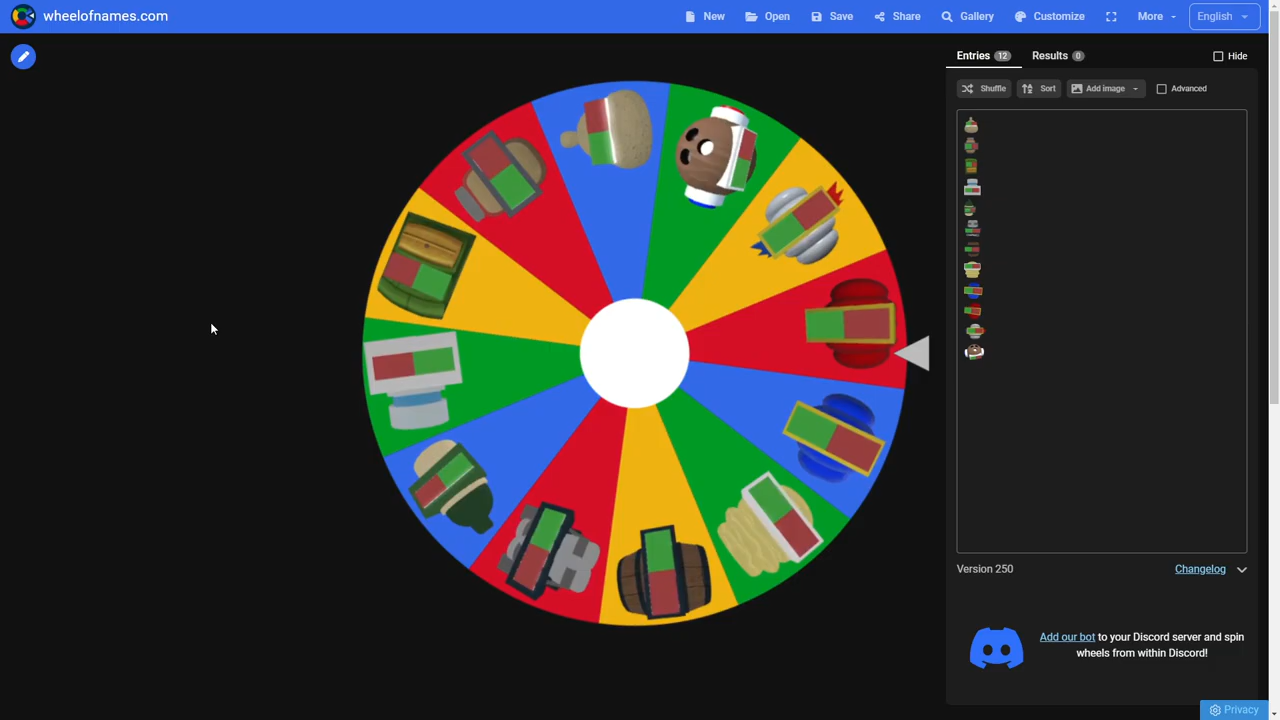 wheelofnames.com
New
Open
Save
Share
Gallery
Customize
More
English
Entries 12
Results 0
Hide
Shuffle
Sort
Add image
Advanced
Version 250
Changelog
Add our bot to your Discord server and spin
wheels from within Discord!
Privacy